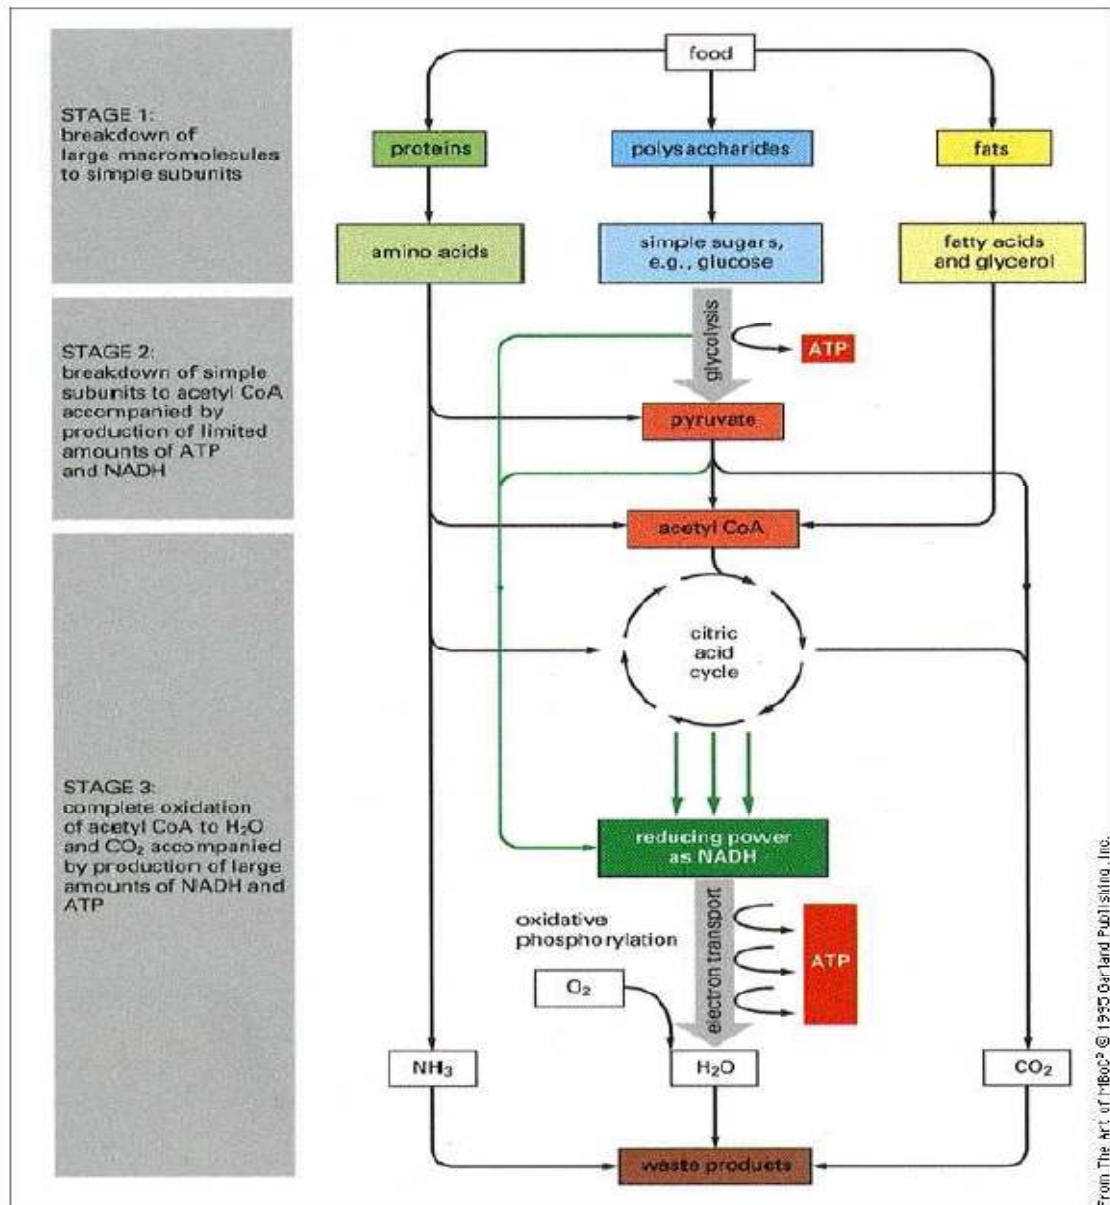 food
STAGE 1:
breakdown of
large macromolecules
to simple subunits
proteins
polysaccharides
fats
amino acids
simple sugars,
e.g., glucose
fatty acids
and glycerol
STAGE 2:
breakdown of simple
subunits to acetyl CoA
accompanied by
production of limited
amounts of ATP
and NADH
glycolysis
ATP
pyruvate
acetyl CoA
citric
acid
cycle
STAGE 3:
complete oxidation
of acetyl CoA to H₂O
and CO₂ accompanied
by production of large
amounts of NADH and
ATP
reducing power
as NADH
oxidative
phosphorylation
electron transport
ATP
O₂
NH₃
H₂O
CO₂
waste products
From The Art of MBoC³ © 1995 Garland Publishing, Inc.